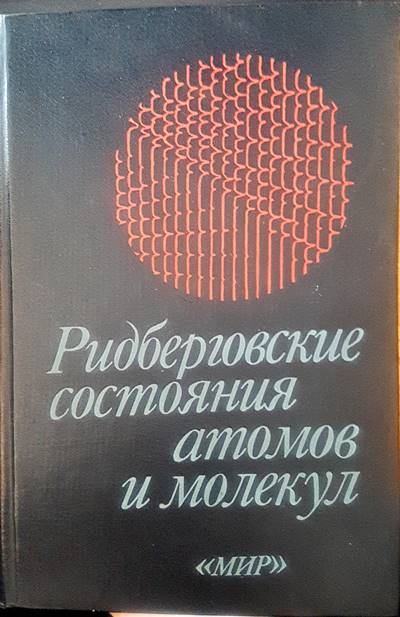 Ридберговские
состояния
атомов
и молекул
«МИР»